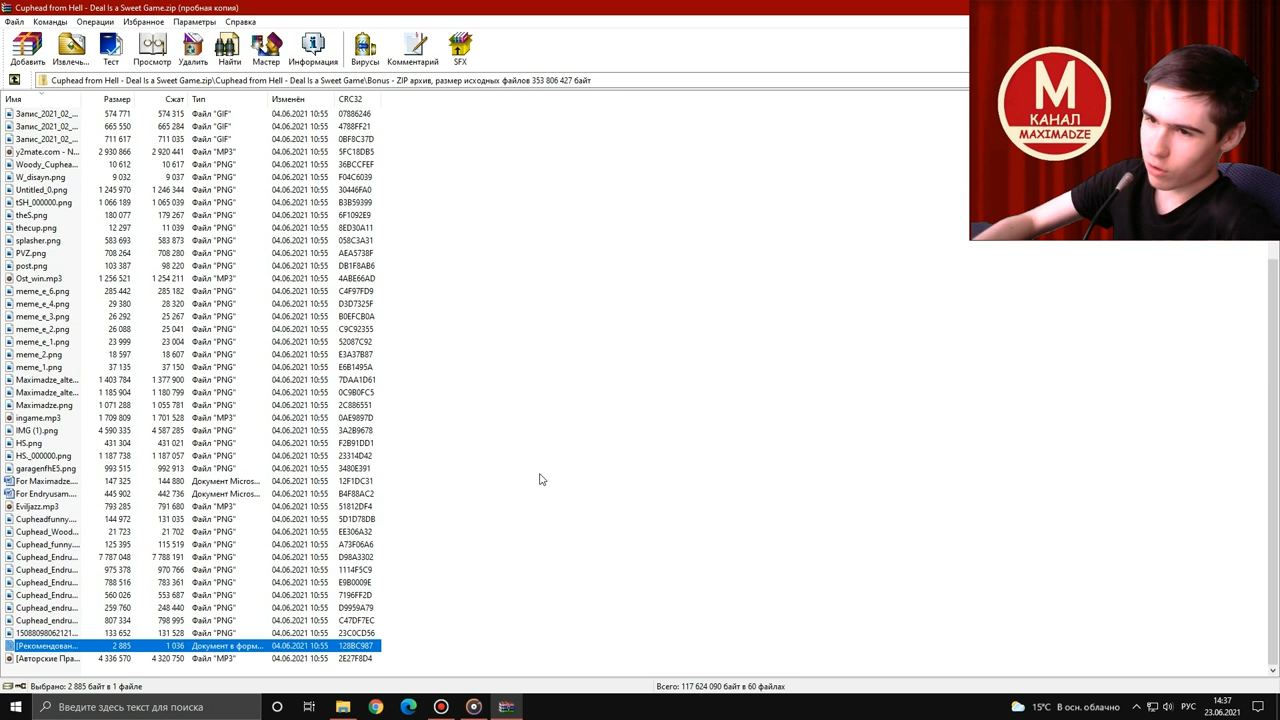 Cuphead from Hell - Deal Is a Sweet Game.zip (пробная копия)
Файл Команды Операции Избранное Параметры Справка
Добавить Извлечь... Тест Просмотр Удалить Найти Мастер Информация Вирусы Комментарий SFX
Cuphead from Hell - Deal Is a Sweet Game.zip\Cuphead from Hell - Deal Is a Sweet Game\Bonus - ZIP архив, размер исходных файлов 353 806 427 байт
Имя Размер Сжат Тип Изменён CRC32
Запис_2021_02_... 574 771 574 315 Файл "GIF" 04.06.2021 10:55 07886246
Запис_2021_02_... 665 550 665 284 Файл "GIF" 04.06.2021 10:55 4788FF21
Запис_2021_02_... 711 617 711 035 Файл "GIF" 04.06.2021 10:55 0BF8C37D
y2mate.com - N... 2 930 866 2 920 441 Файл "MP3" 04.06.2021 10:55 5FC18DB5
Woody_Cuphea... 10 612 10 617 Файл "PNG" 04.06.2021 10:55 36BCCFEF
W_disayn.png 9 032 9 037 Файл "PNG" 04.06.2021 10:55 F04C6039
Untitled_0.png 1 245 970 1 246 344 Файл "PNG" 04.06.2021 10:55 30446FA0
tSH_000000.png 1 066 189 1 065 039 Файл "PNG" 04.06.2021 10:55 B3B59399
theS.png 180 077 179 267 Файл "PNG" 04.06.2021 10:55 6F1092E9
thecup.png 12 297 11 039 Файл "PNG" 04.06.2021 10:55 8ED30A11
splasher.png 583 693 583 873 Файл "PNG" 04.06.2021 10:55 058C3A31
PVZ.png 708 264 708 280 Файл "PNG" 04.06.2021 10:55 AEA5738F
post.png 103 387 98 220 Файл "PNG" 04.06.2021 10:55 DB1F8AB6
Ost_win.mp3 1 256 521 1 254 211 Файл "MP3" 04.06.2021 10:55 4ABE66AD
meme_e_6.png 285 442 285 182 Файл "PNG" 04.06.2021 10:55 C4F97FD9
meme_e_4.png 29 380 28 320 Файл "PNG" 04.06.2021 10:55 D3D7325F
meme_e_3.png 26 292 25 267 Файл "PNG" 04.06.2021 10:55 B0EFCB0A
meme_e_2.png 26 088 25 041 Файл "PNG" 04.06.2021 10:55 C9C92355
meme_e_1.png 23 999 23 004 Файл "PNG" 04.06.2021 10:55 52087C92
meme_2.png 18 597 18 607 Файл "PNG" 04.06.2021 10:55 E3A37B87
meme_1.png 37 135 37 150 Файл "PNG" 04.06.2021 10:55 E6B1495A
Maximadze_alte... 1 403 784 1 377 900 Файл "PNG" 04.06.2021 10:55 7DAA1D61
Maximadze_alte... 1 185 904 1 180 799 Файл "PNG" 04.06.2021 10:55 0C9B0FC5
Maximadze.png 1 071 288 1 055 781 Файл "PNG" 04.06.2021 10:55 2C886551
ingame.mp3 1 709 809 1 701 528 Файл "MP3" 04.06.2021 10:55 0AE9897D
IMG (1).png 4 590 335 4 587 285 Файл "PNG" 04.06.2021 10:55 3A2B9678
HS.png 431 304 431 021 Файл "PNG" 04.06.2021 10:55 F2B91DD1
HS._000000.png 1 187 738 1 187 057 Файл "PNG" 04.06.2021 10:55 23314D42
garagenfhE5.png 993 515 992 913 Файл "PNG" 04.06.2021 10:55 3480E391
For Maximadze.... 147 325 144 880 Документ Micros... 04.06.2021 10:55 12F1DC31
For Endryusam.... 445 902 442 736 Документ Micros... 04.06.2021 10:55 B4F88AC2
Eviljazz.mp3 793 285 791 680 Файл "MP3" 04.06.2021 10:55 51812DF4
Cupheadfunny.... 144 972 131 035 Файл "PNG" 04.06.2021 10:55 5D1D78DB
Cuphead_Wood... 21 723 21 702 Файл "PNG" 04.06.2021 10:55 EE306A32
Cuphead_funny.... 125 395 115 519 Файл "PNG" 04.06.2021 10:55 A73F06A6
Cuphead_Endru... 7 787 048 7 788 191 Файл "PNG" 04.06.2021 10:55 D98A3302
Cuphead_Endru... 975 378 970 766 Файл "PNG" 04.06.2021 10:55 1114F5C9
Cuphead_Endru... 788 516 783 361 Файл "PNG" 04.06.2021 10:55 E9B0009E
Cuphead_Endru... 560 026 553 687 Файл "PNG" 04.06.2021 10:55 7196FF2D
Cuphead_endru... 259 760 248 440 Файл "PNG" 04.06.2021 10:55 D9959A79
Cuphead_endru... 807 334 798 995 Файл "PNG" 04.06.2021 10:55 C47DF7EC
15088098062121... 133 652 131 528 Файл "PNG" 04.06.2021 10:55 23C0CD56
[Рекомендован... 2 885 1 036 Документ в форм... 04.06.2021 10:55 128BC987
[Авторские Пра... 4 336 570 4 320 750 Файл "MP3" 04.06.2021 10:55 2E27F8D4
Выбрано: 2 885 байт в 1 файле Всего: 117 624 090 байт в 60 файлах
М
КАНАЛ
MAXIMADZE
Введите здесь текст для поиска
15°C В осн. облачно РУС
14:37
23.06.2021